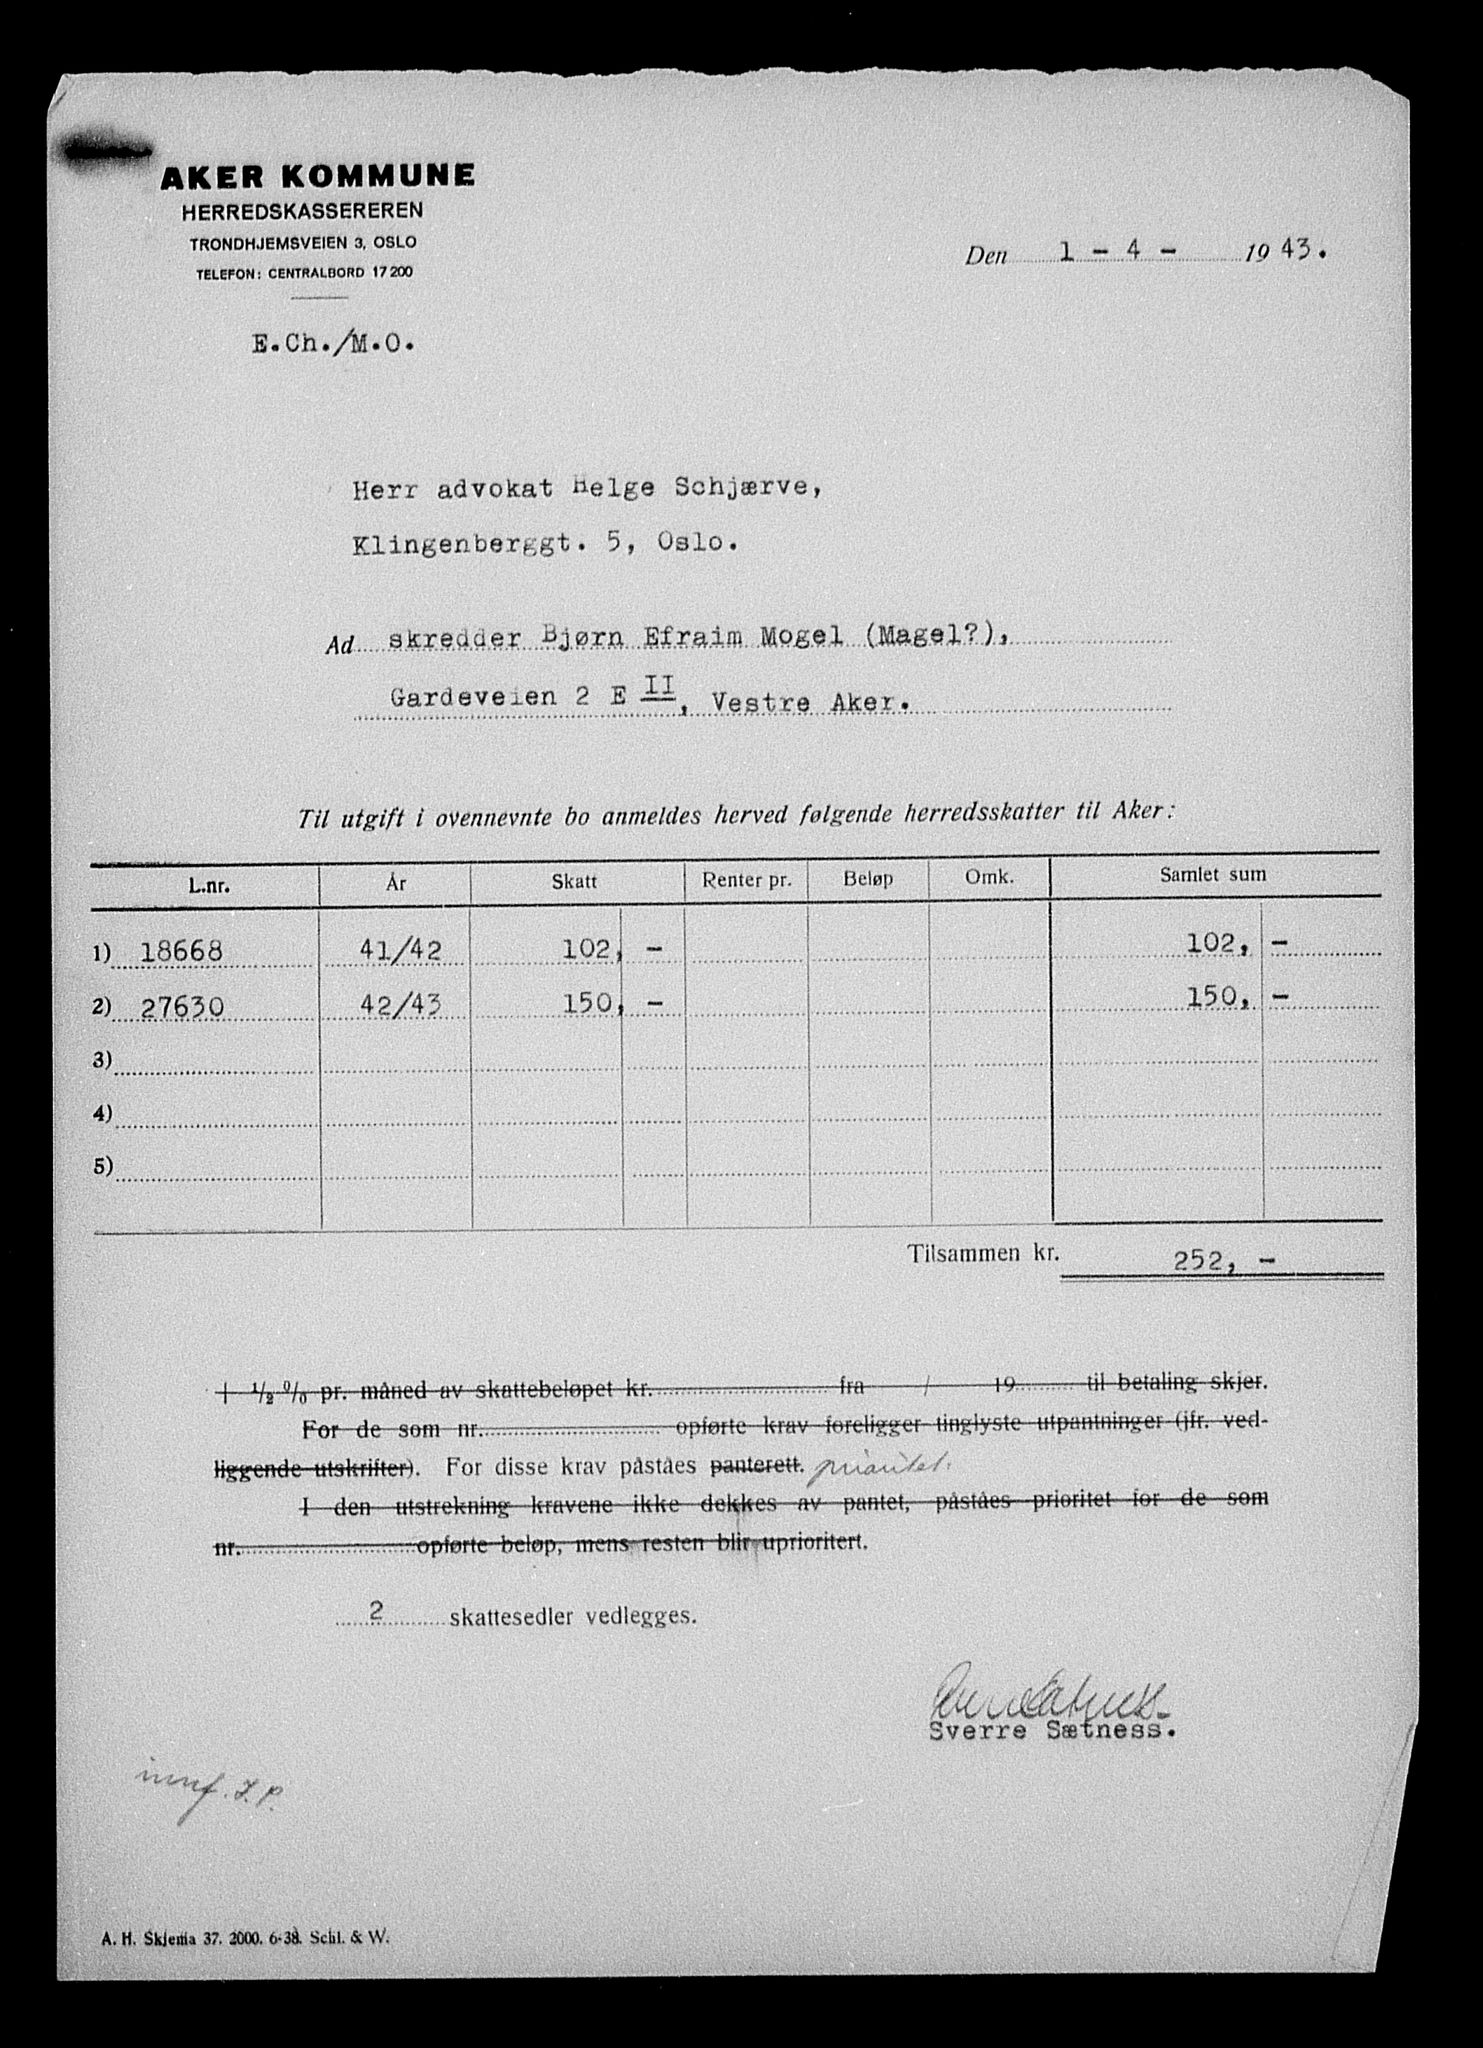 AKER KOMMUNE
HERREDSKASSEREREN
TRONDHJEMSVEIEN 3, OSLO
TELEFON: CENTRALBORD 17200
Den 1 - 4 - 1943.
E.Ch./M.O.
Herr advokat Helge Schjærve,
Klingenberggt. 5, Oslo.
Ad skredder Bjørn Efraim Mogel (Magel?),
Gardeveien 2 E II, Vestre Aker.
Til utgift i ovennevnte bo anmeldes herved følgende herredsskatter til Aker:
L.nr. År Skatt Renter pr. Beløp Omk. Samlet sum
1) 18668 41/42 102, - 102, -
2) 27630 42/43 150, - 150, -
3)
4)
5)
Tilsammen kr. 252, -
+ 1/2 % pr. måned av skattebeløpet kr. fra / 19 til betaling skjer.
For de som nr. opførte krav foreligger tinglyste utpantninger (jfr. ved-
liggende utskrifter). For disse krav påståes panterett. prioritet.
I den utstrekning kravene ikke dekkes av pantet, påståes prioritet for de som
nr. opførte beløp, mens resten blir uprioritert.
2 skattesedler vedlegges.
Sverre Sætness.
A. H. Skjema 37. 2000. 6-38. Schl. & W.